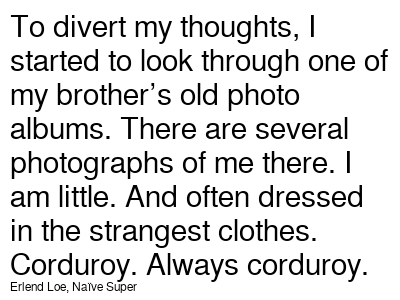 To divert my thoughts, I
started to look through one of
my brother’s old photo
albums. There are several
photographs of me there. I
am little. And often dressed
in the strangest clothes.
Corduroy. Always corduroy.
Erlend Loe, Naïve Super